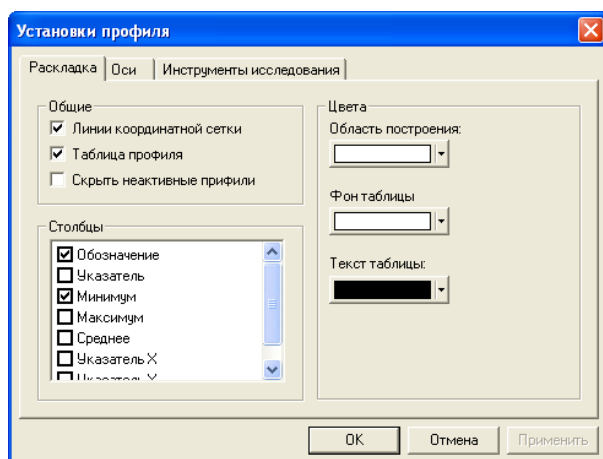 Установки профиля
Раскладка
Оси
Инструменты исследования
Общие
Линии координатной сетки
Таблица профиля
Скрыть неактивные прифили
Столбцы
Обозначение
Указатель
Минимум
Максимум
Среднее
Указатель X
Указатель Y
Цвета
Область построения:
Фон таблицы
Текст таблицы:
OK
Отмена
Применить